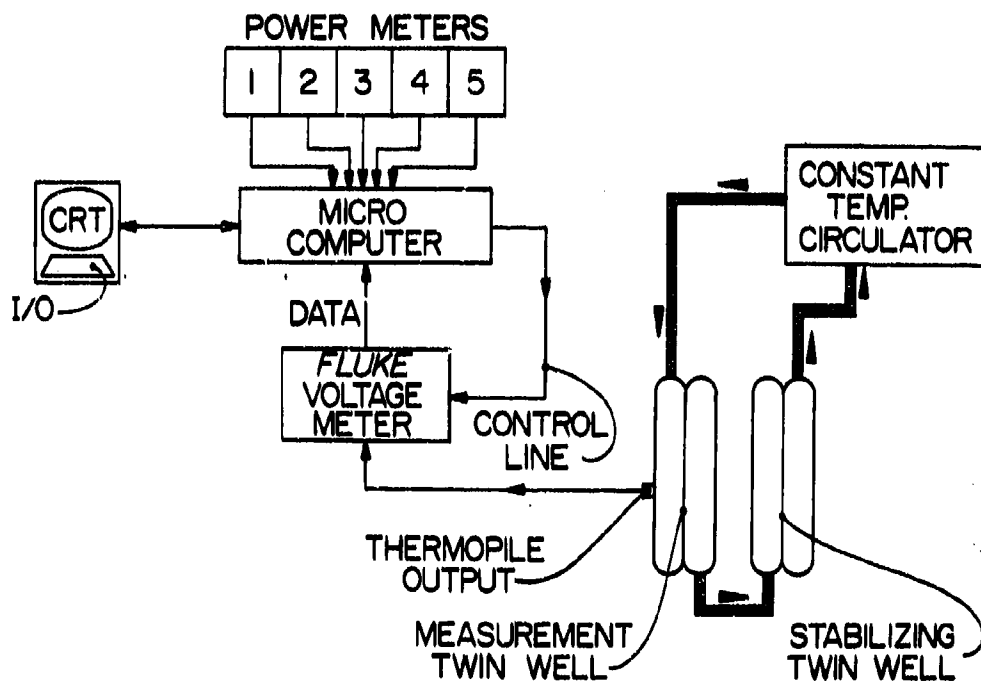 POWER METERS
1 2 3 4 5
CONSTANT
TEMP.
CIRCULATOR
CRT
MICRO
COMPUTER
I/O
DATA
FLUKE
VOLTAGE
METER
CONTROL
LINE
THERMOPILE
OUTPUT
MEASUREMENT
TWIN WELL
STABILIZING
TWIN WELL